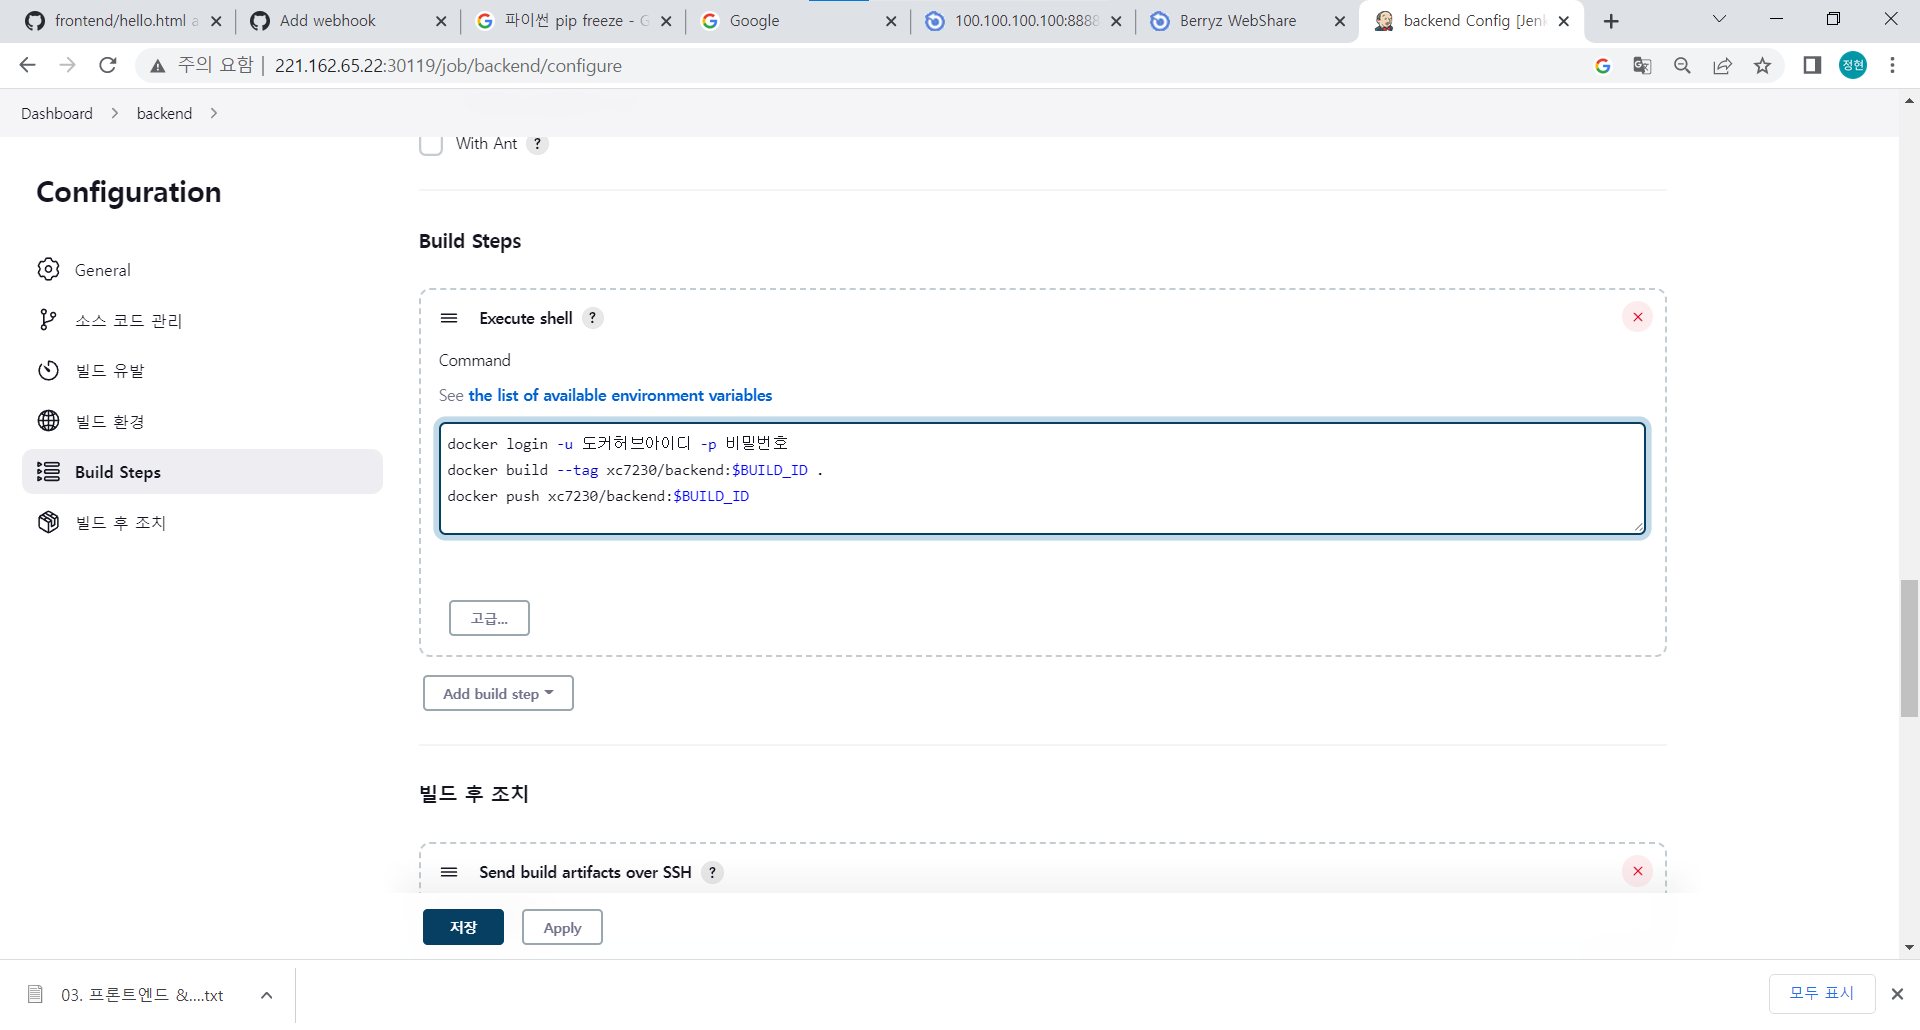 frontend/hello.html a
Add webhook
파이썬 pip freeze - G
Google
100.100.100.100:8888
Berryz WebShare
backend Config [Jenk
주의 요함 | 221.162.65.22:30119/job/backend/configure
정현
Dashboard
backend
With Ant ?
Configuration
General
소스 코드 관리
빌드 유발
빌드 환경
Build Steps
빌드 후 조치
Build Steps
Execute shell ?
Command
See the list of available environment variables
docker login -u 도커허브아이디 -p 비밀번호
docker build --tag xc7230/backend:$BUILD_ID .
docker push xc7230/backend:$BUILD_ID
고급...
Add build step
빌드 후 조치
Send build artifacts over SSH ?
저장
Apply
03. 프론트엔드 &....txt
모두 표시